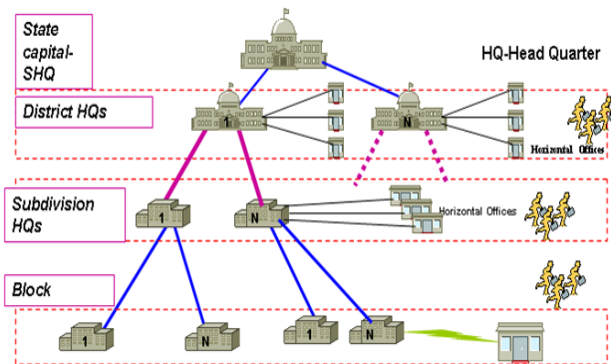 State
capital-
SHQ
HQ-Head Quarter
District HQs
1
N
Horizontal Offices
Subdivision
HQs
1
N
Horizontal Offices
Block
1
N
1
N